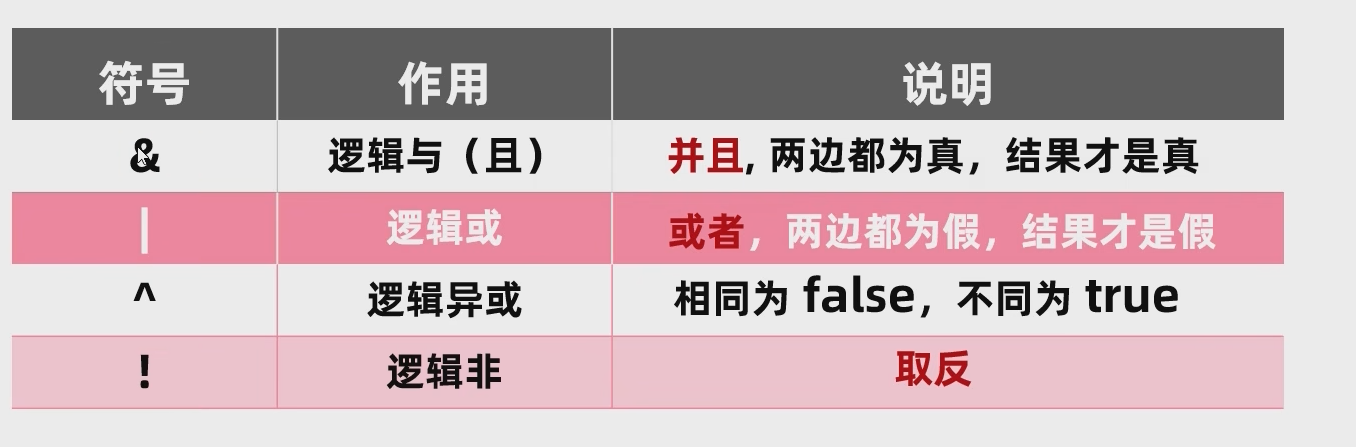 符号 作用 说明
& 逻辑与（且） 并且, 两边都为真，结果才是真
| 逻辑或 或者，两边都为假，结果才是假
^ 逻辑异或 相同为 false，不同为 true
! 逻辑非 取反